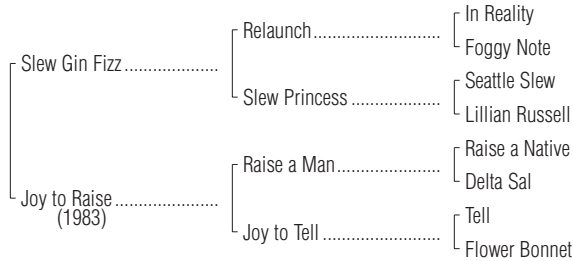 In Reality
Relaunch
Foggy Note
Slew Gin Fizz
Seattle Slew
Slew Princess
Lillian Russell
Raise a Native
Raise a Man
Delta Sal
Joy to Raise
(1983)
Tell
Joy to Tell
Flower Bonnet